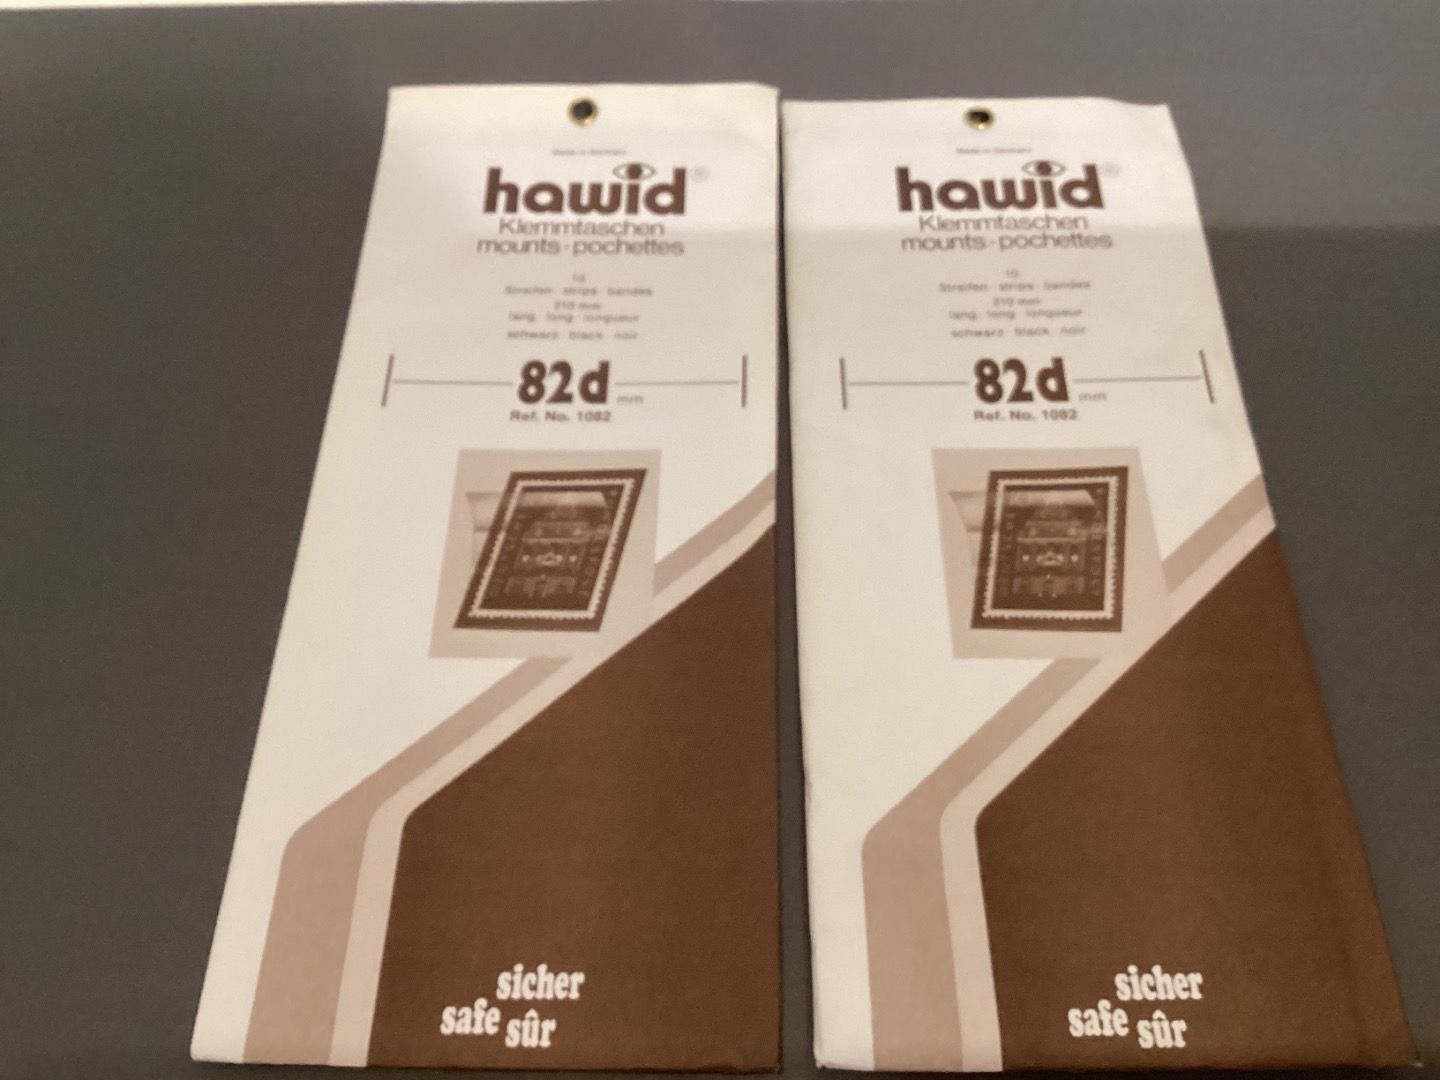 Made in Germany
hawid®
Klemmtaschen
mounts · pochettes
10
Streifen · strips · bandes
210 mm
lang · long · longueur
schwarz · black · noir
82d mm
Ref. No. 1082
sicher
safe sûr
Made in Germany
hawid®
Klemmtaschen
mounts · pochettes
10
Streifen · strips · bandes
210 mm
lang · long · longueur
schwarz · black · noir
82d mm
Ref. No. 1082
sicher
safe sûr